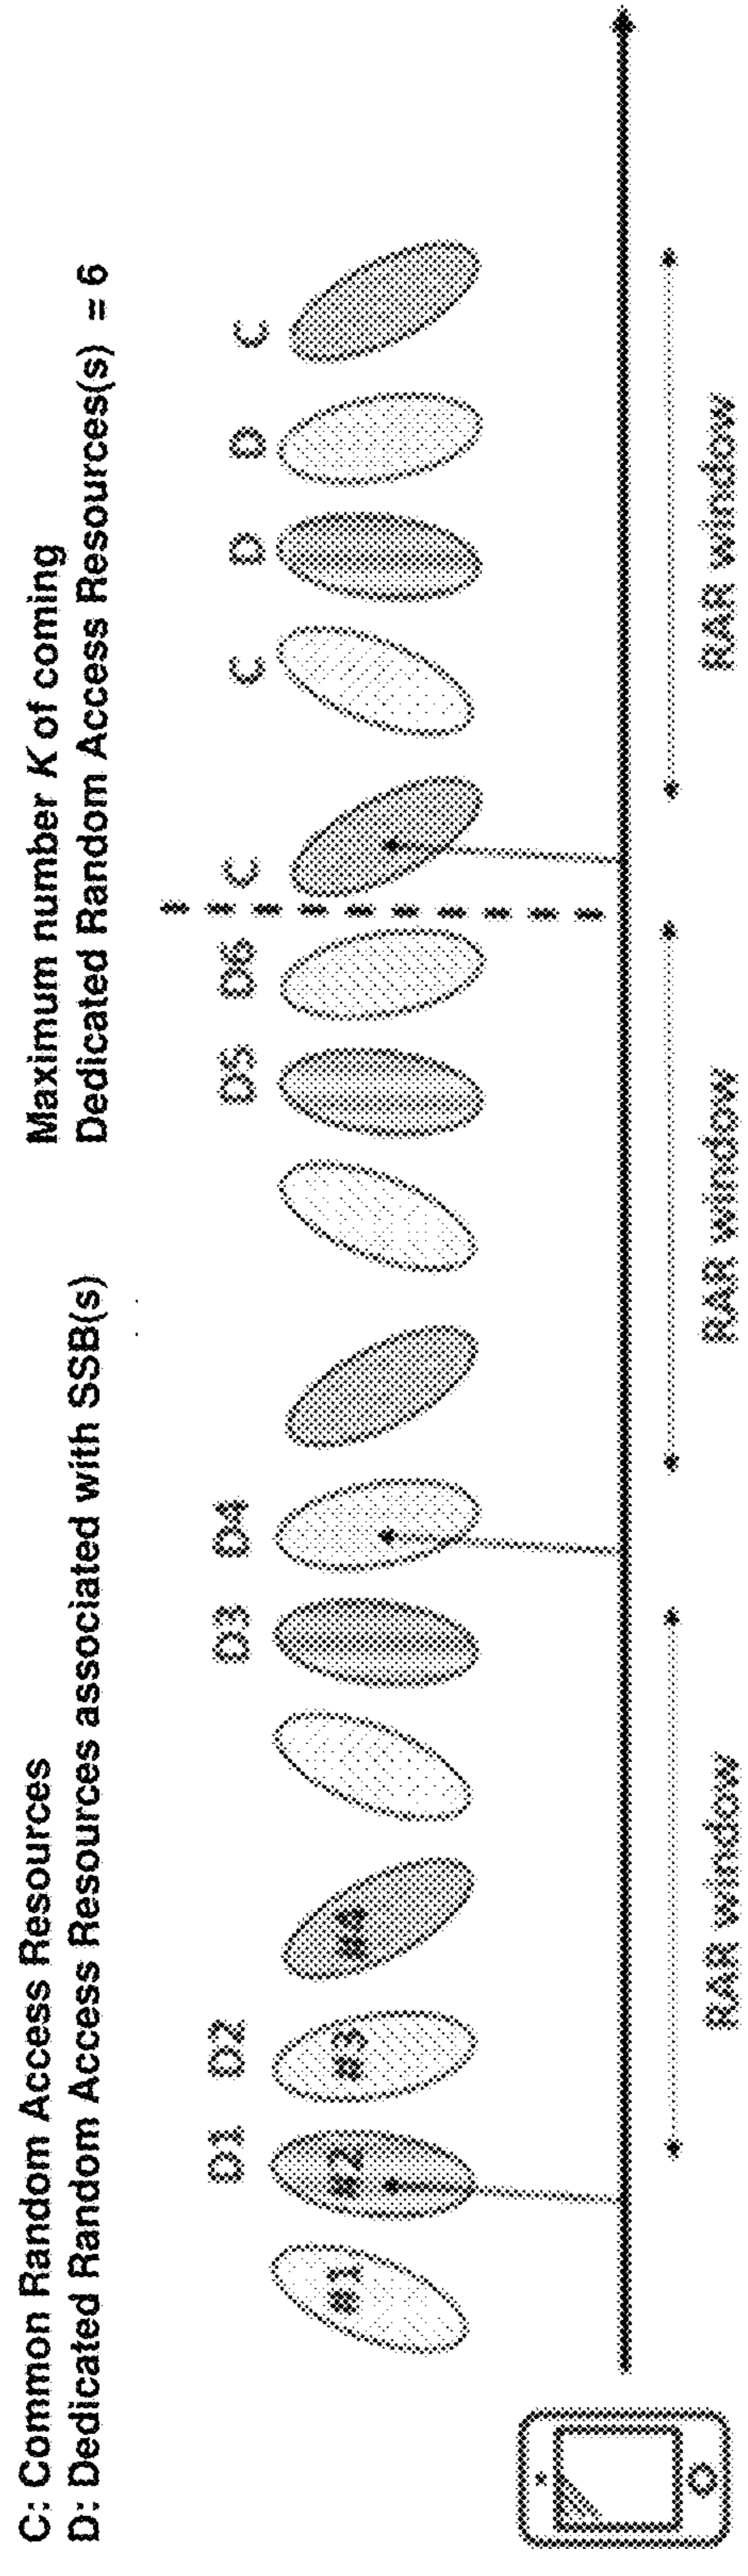 C: Common Random Access Resources
D: Dedicated Random Access Resources associated with SSB(s)
Maximum number K of coming
Dedicated Random Access Resources(s) = 6
D1
D2
D3
D4
D5
D6
C
C
D
D
C
#1
#2
#3
#4
RAR window
RAR window
RAR window